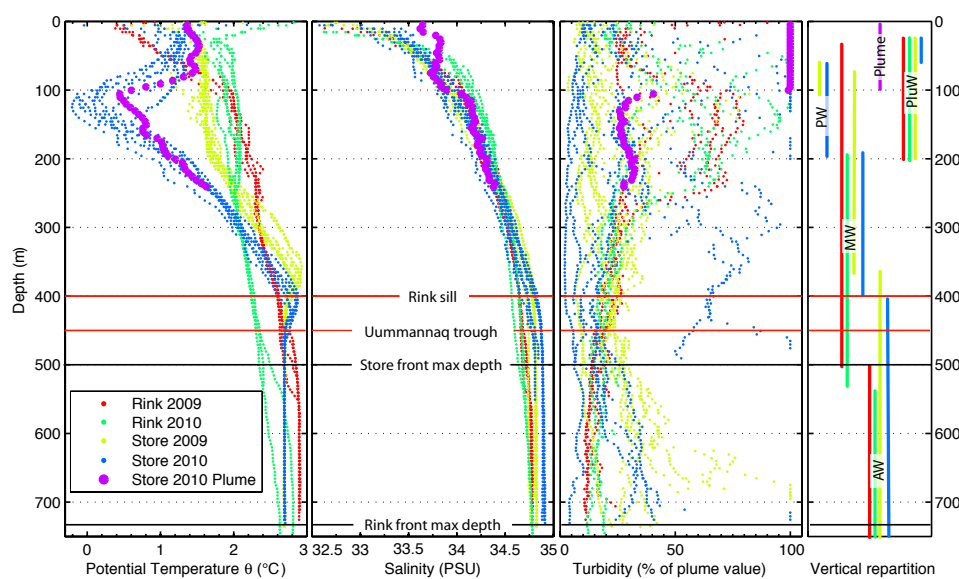 0
100
200
300
400
500
600
700
Depth (m)
0
1
2
3
Potential Temperature θ (°C)
Rink 2009
Rink 2010
Store 2009
Store 2010
Store 2010 Plume
32.5
33
33.5
34
34.5
35
Salinity (PSU)
Rink sill
Uummannaq trough
Store front max depth
Rink front max depth
0
50
100
Turbidity (% of plume value)
PW
MW
Plume
PluW
AW
0
100
200
300
400
500
600
700
Vertical repartition